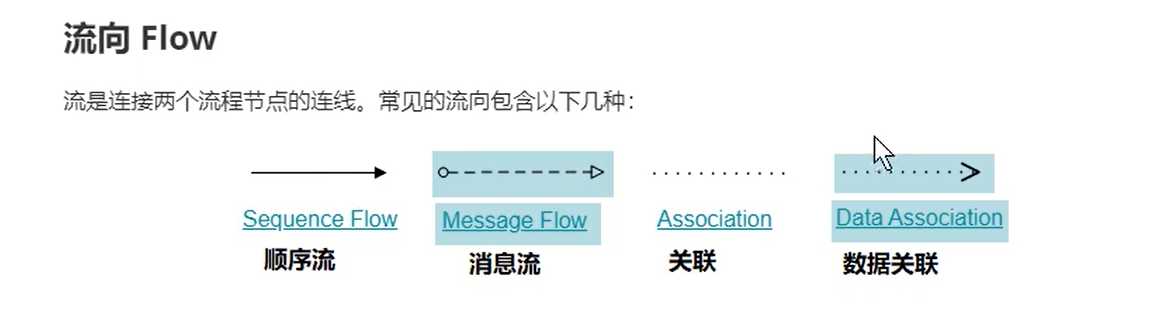 流向 Flow
流是连接两个流程节点的连线。常见的流向包含以下几种：
Sequence Flow Message Flow Association Data Association
顺序流 消息流 关联 数据关联